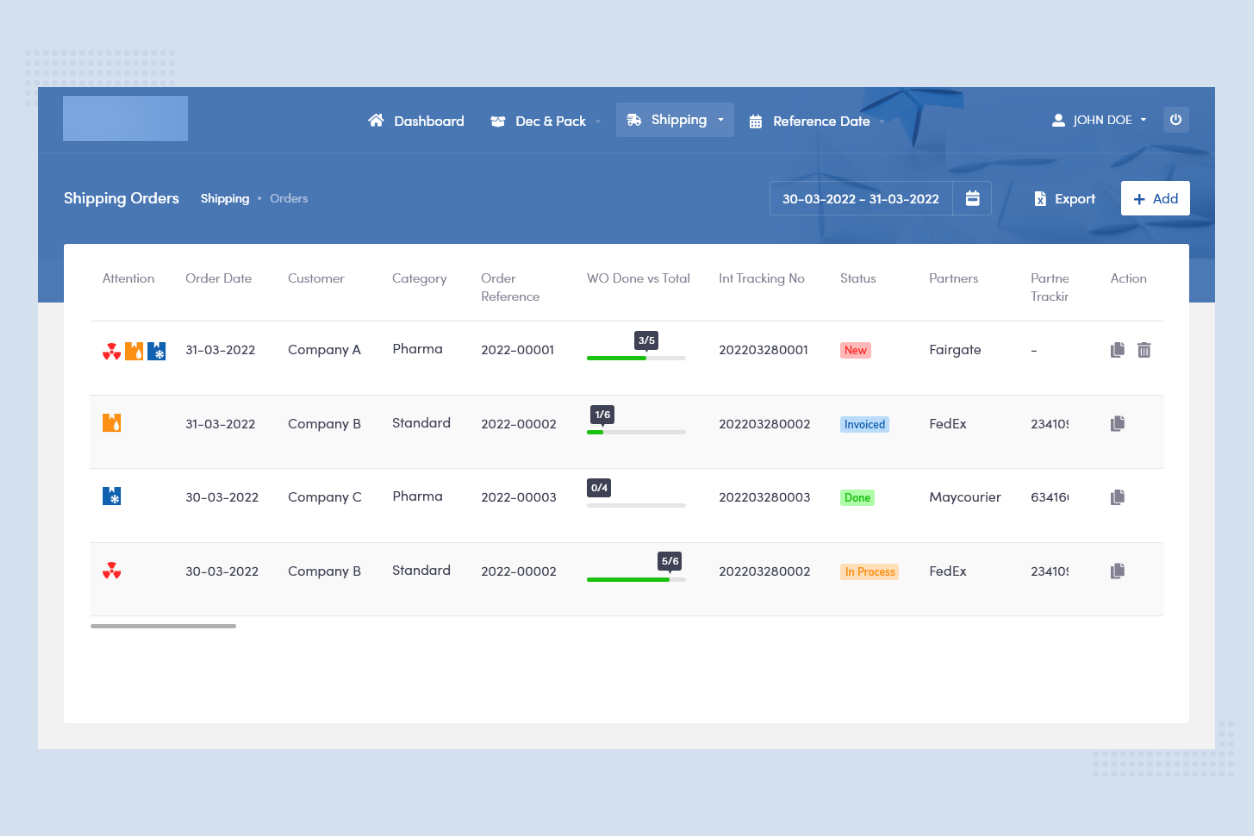 Dashboard
Dec & Pack
Shipping
Reference Date
JOHN DOE
Shipping Orders
Shipping • Orders
30-03-2022 - 31-03-2022
Export
Add
Attention Order Date Customer Category Order Reference WO Done vs Total Int Tracking No Status Partners Partne Trackir Action
31-03-2022 Company A Pharma 2022-00001 3/5 202203280001 New Fairgate -
31-03-2022 Company B Standard 2022-00002 1/6 202203280002 Invoiced FedEx 23410
30-03-2022 Company C Pharma 2022-00003 0/4 202203280003 Done Maycourier 63416
30-03-2022 Company B Standard 2022-00002 5/6 202203280002 In Process FedEx 23410